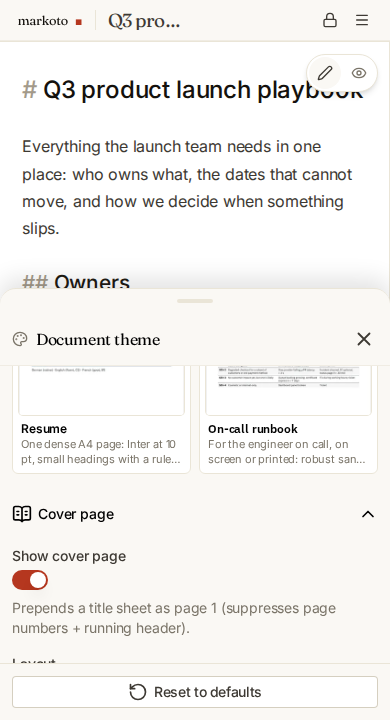 markoto
Q3 pro...
# Q3 product launch playbook
Everything the launch team needs in one
place: who owns what, the dates that cannot
move, and how we decide when something
slips.
## Owners
Document theme
Resume
One dense A4 page: Inter at 10
pt, small headings with a rule...
On-call runbook
For the engineer on call, on
screen or printed: robust san...
Cover page
Show cover page
Prepends a title sheet as page 1 (suppresses page
numbers + running header).
Layout
Reset to defaults